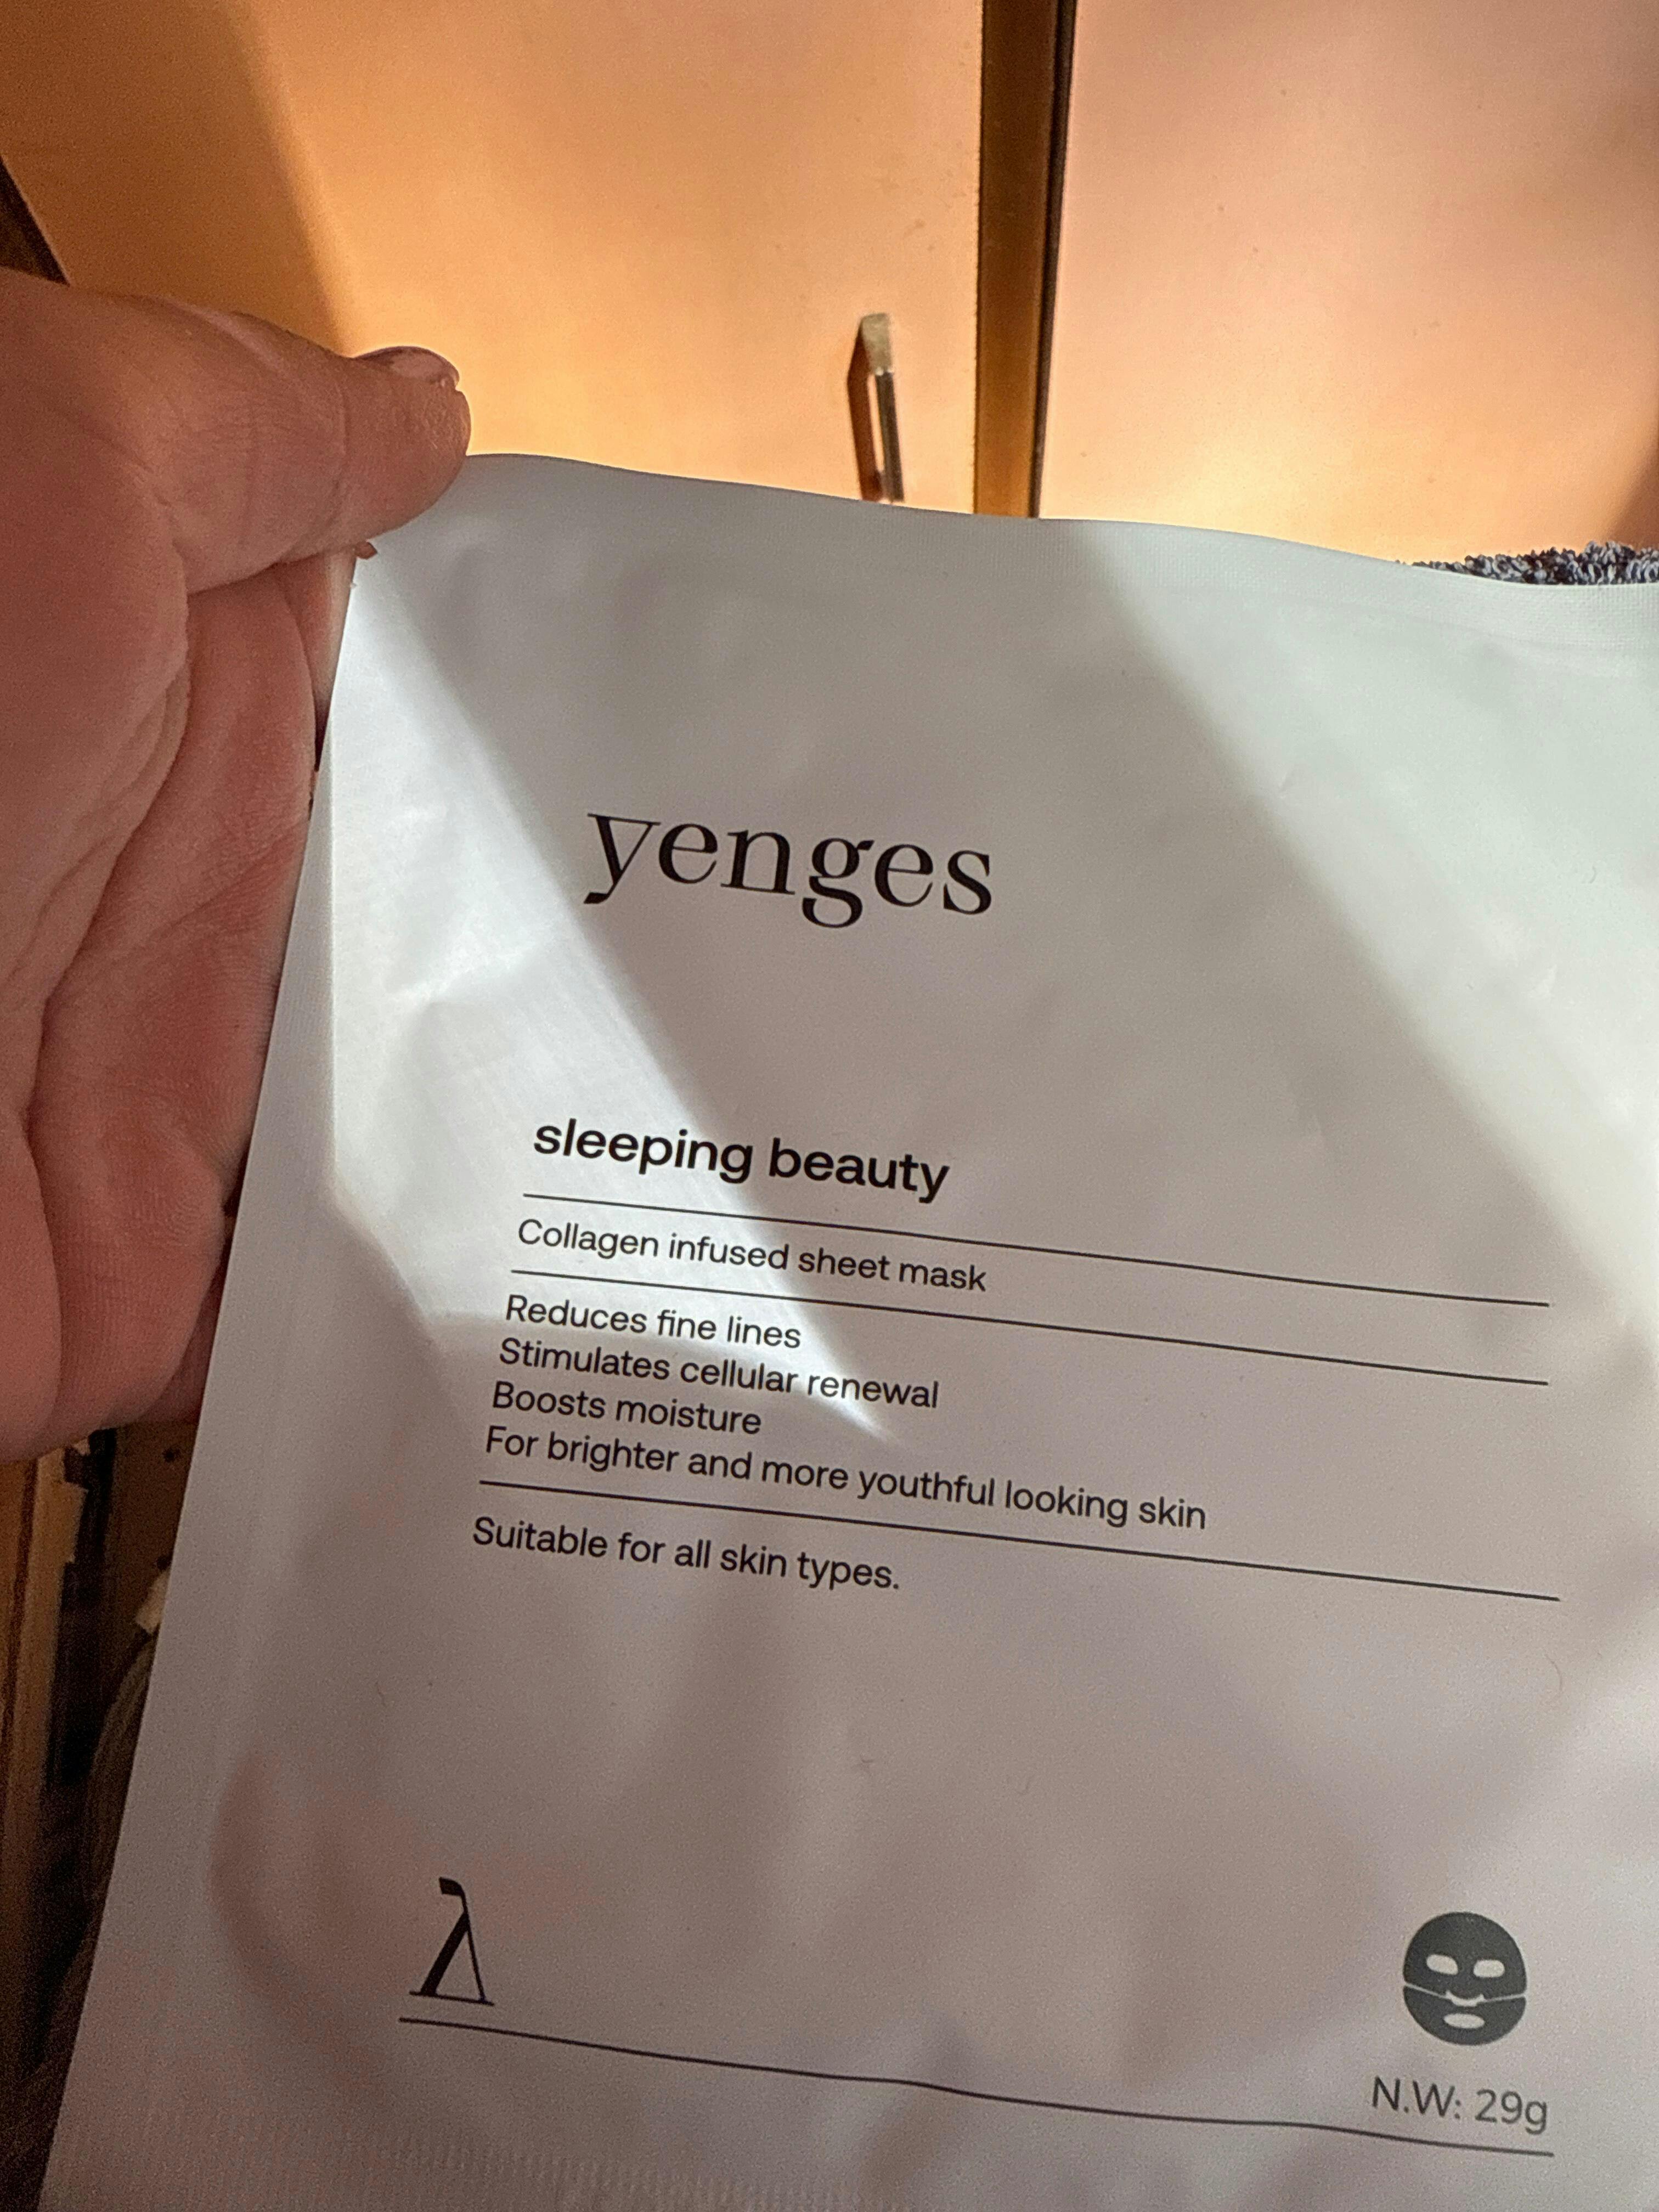 yenges
sleeping beauty
Collagen infused sheet mask
Reduces fine lines
Stimulates cellular renewal
Boosts moisture
For brighter and more youthful looking skin
Suitable for all skin types.
λ
N.W: 29g